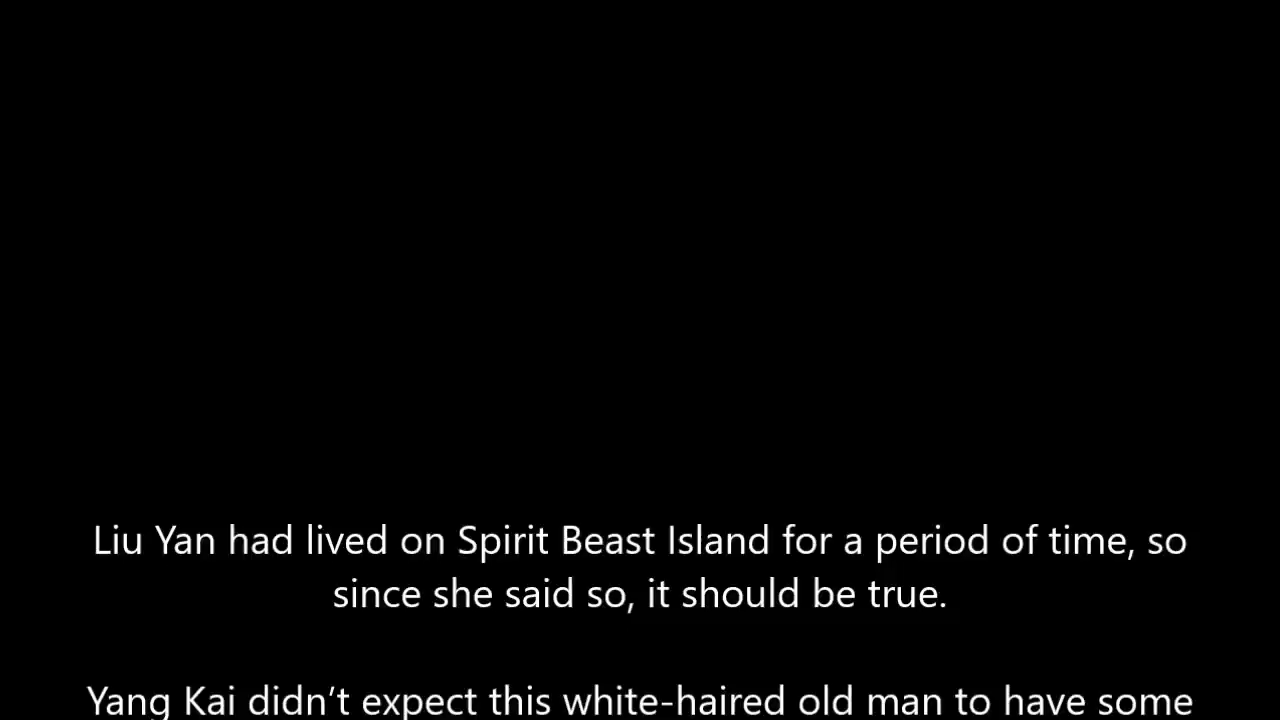 Liu Yan had lived on Spirit Beast Island for a period of time, so
since she said so, it should be true.
Yang Kai didn’t expect this white-haired old man to have some